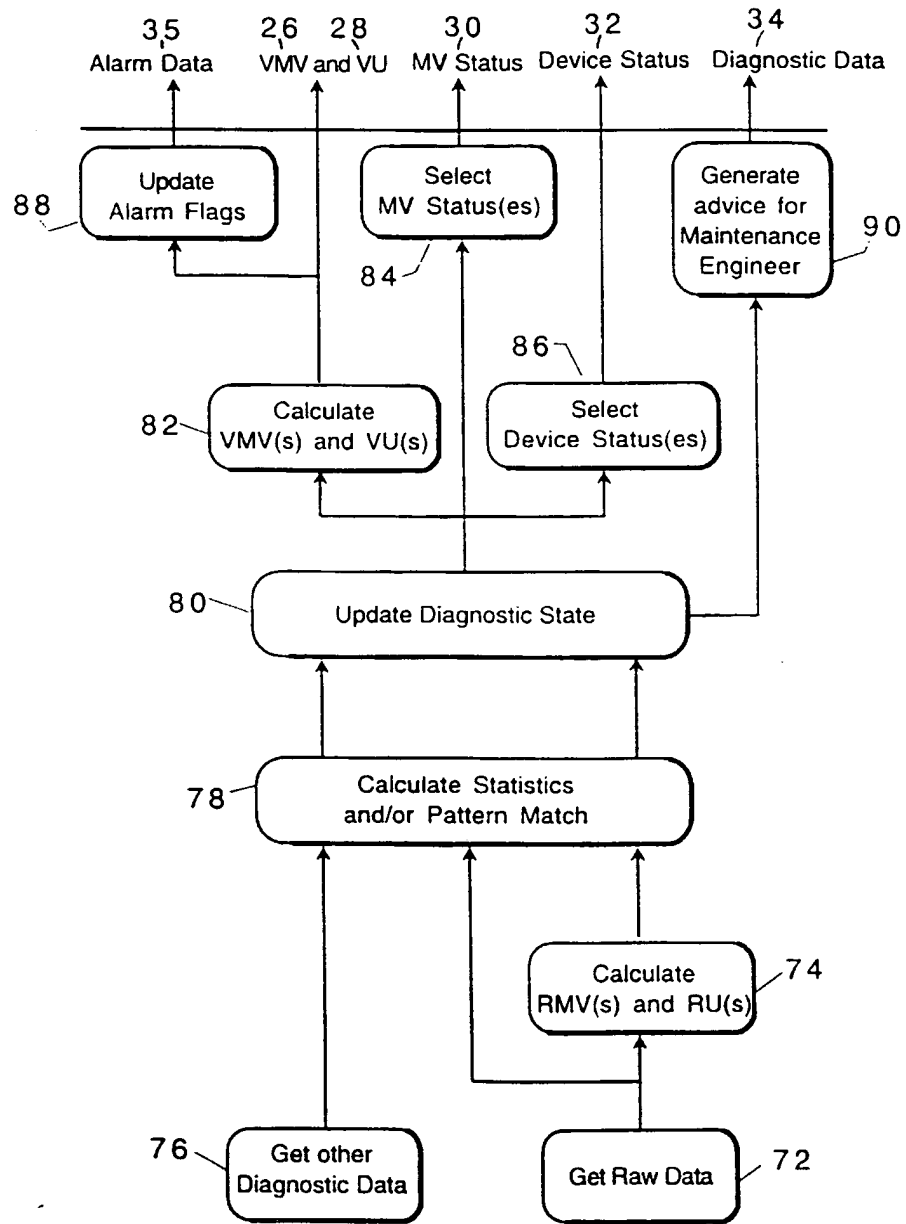 35 26 28 30 32 34
Alarm Data VMV and VU MV Status Device Status Diagnostic Data
Update
Alarm Flags
88
Select
MV Status(es)
84
Generate
advice for
Maintenance
Engineer
90
86
Calculate
VMV(s) and VU(s)
82
Select
Device Status(es)
80
Update Diagnostic State
78
Calculate Statistics
and/or Pattern Match
Calculate
RMV(s) and RU(s)
74
76
Get other
Diagnostic Data
Get Raw Data
72